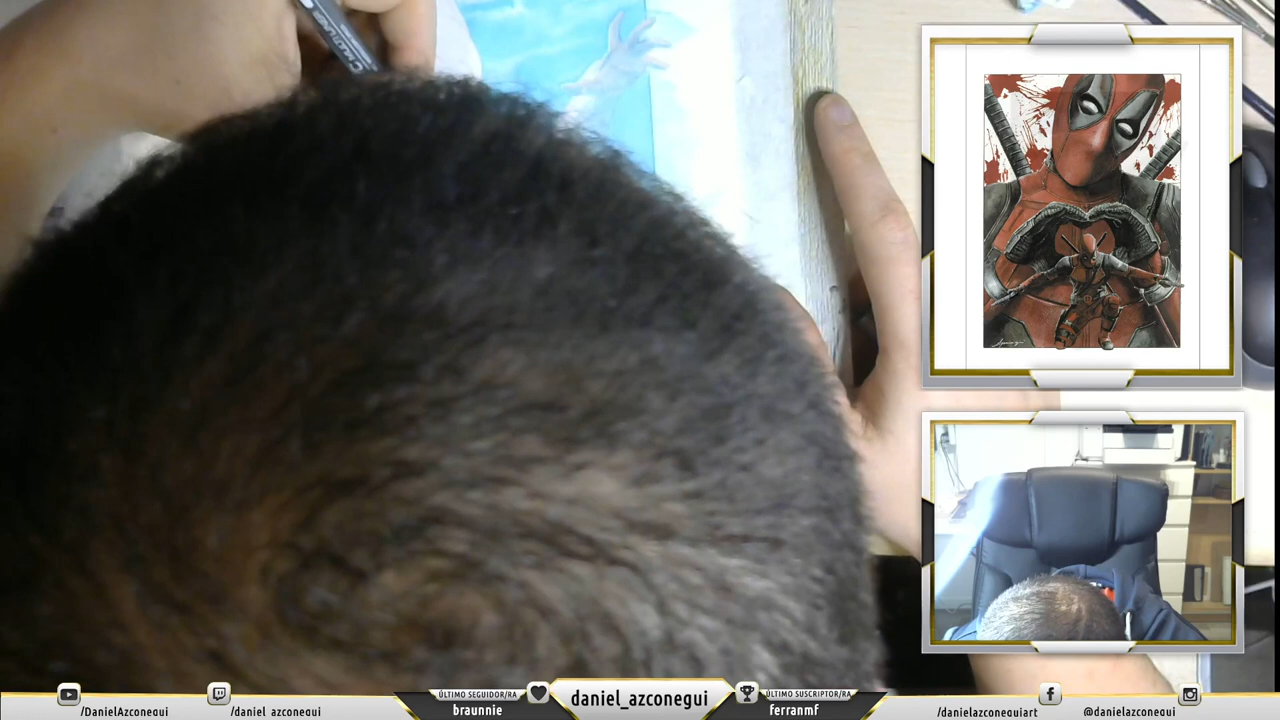 ÚLTIMO SEGUIDOR/RA
braunnie
daniel_azconegui
ÚLTIMO SUSCRIPTOR/RA
ferranmf
/DanielAzconegui
/daniel_azconegui
/danielazconeguiart
@danielazconegui